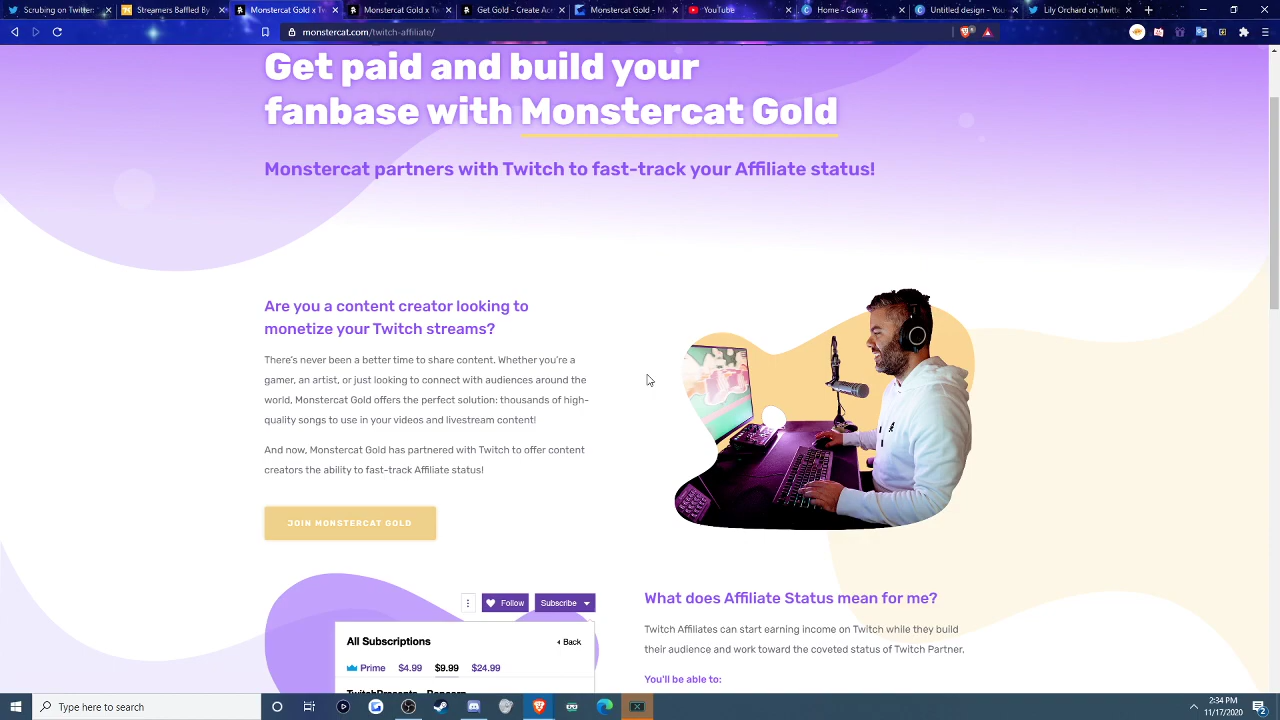 Scrubing on Twitter:
Streamers Baffled By
Monstercat Gold x Tw
Monstercat Gold x Tw
Get Gold - Creator
Monstercat Gold - M
YouTube
Home - Canva
Untitled design - You
Lily Orchard on Twitte
monstercat.com/twitch-affiliate/
Get paid and build your
fanbase with Monstercat Gold
Monstercat partners with Twitch to fast-track your Affiliate status!
Are you a content creator looking to
monetize your Twitch streams?
There's never been a better time to share content. Whether you're a
gamer, an artist, or just looking to connect with audiences around the
world, Monstercat Gold offers the perfect solution: thousands of high-
quality songs to use in your videos and livestream content!
And now, Monstercat Gold has partnered with Twitch to offer content
creators the ability to fast-track Affiliate status!
JOIN MONSTERCAT GOLD
Follow
Subscribe
All Subscriptions
Back
Prime $4.99 $9.99 $24.99
What does Affiliate Status mean for me?
Twitch Affiliates can start earning income on Twitch while they build
their audience and work toward the coveted status of Twitch Partner.
You'll be able to:
Type here to search
2:34 PM
11/17/2020
2